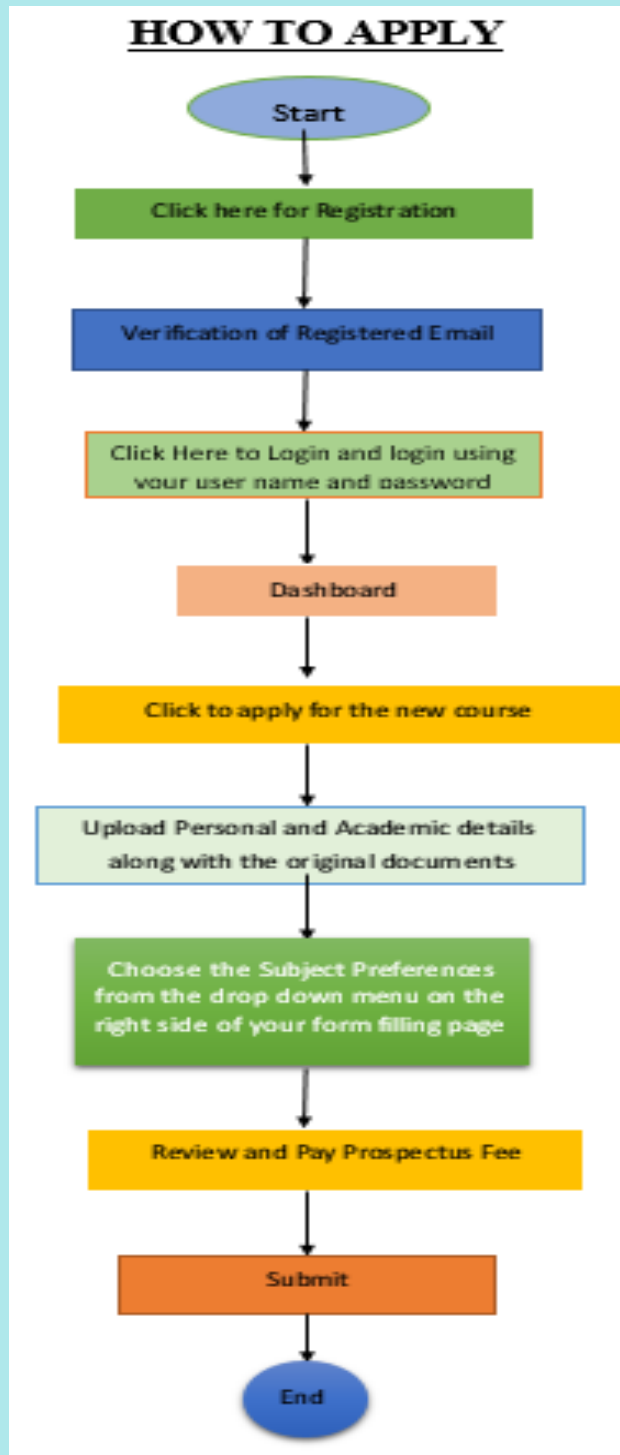 HOW TO APPLY
Start
Click here for Registration
Verification of Registered Email
Click Here to Login and login using
your user name and password
Dashboard
Click to apply for the new course
Upload Personal and Academic details
along with the original documents
Choose the Subject Preferences
from the drop down menu on the
right side of your form filling page
Review and Pay Prospectus Fee
Submit
End